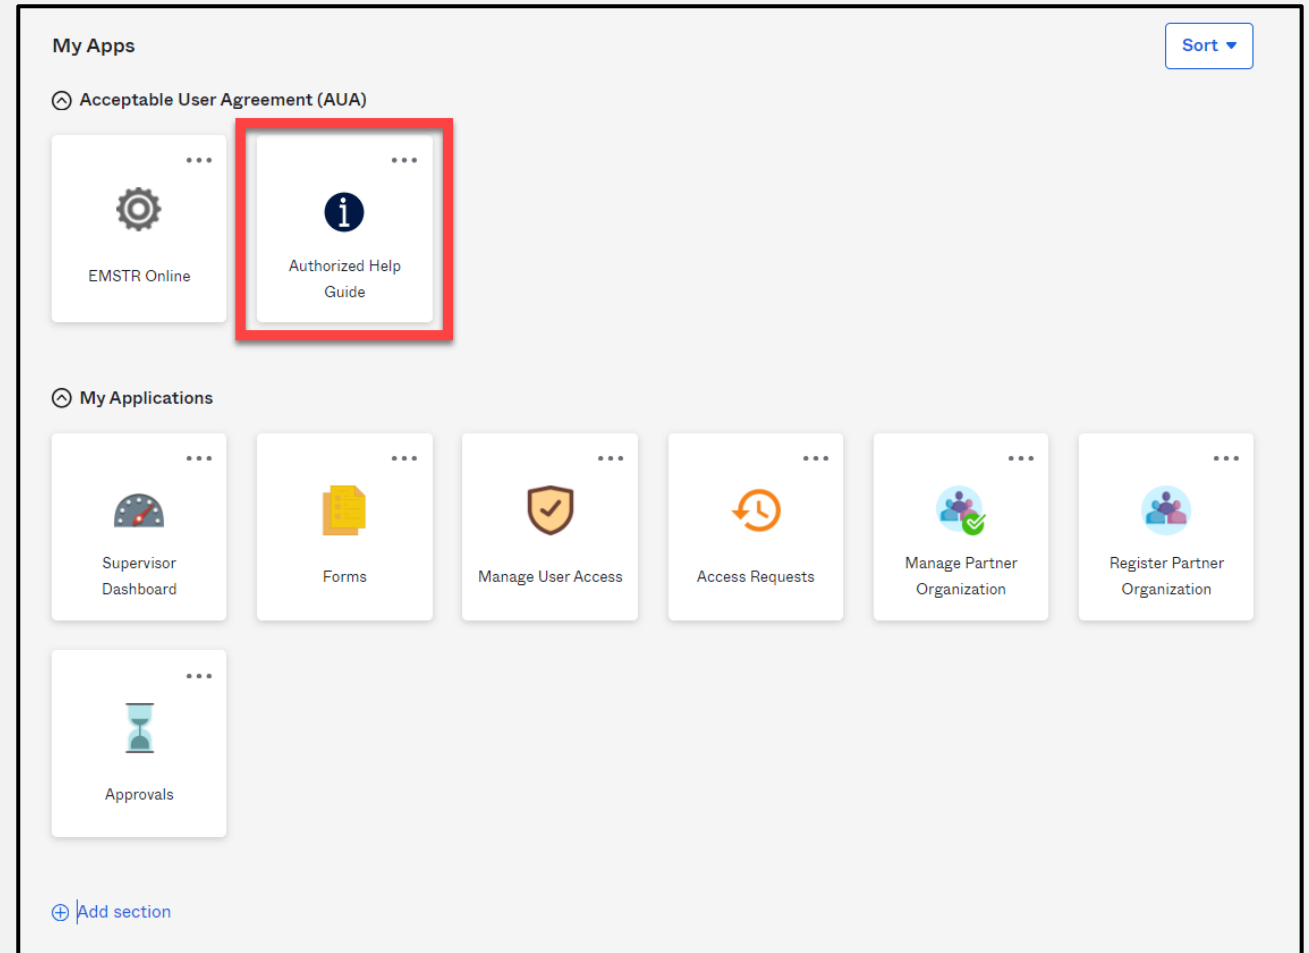 My Apps
Sort
Acceptable User Agreement (AUA)
EMSTR Online
Authorized Help
Guide
My Applications
Supervisor
Dashboard
Forms
Manage User Access
Access Requests
Manage Partner
Organization
Register Partner
Organization
Approvals
Add section